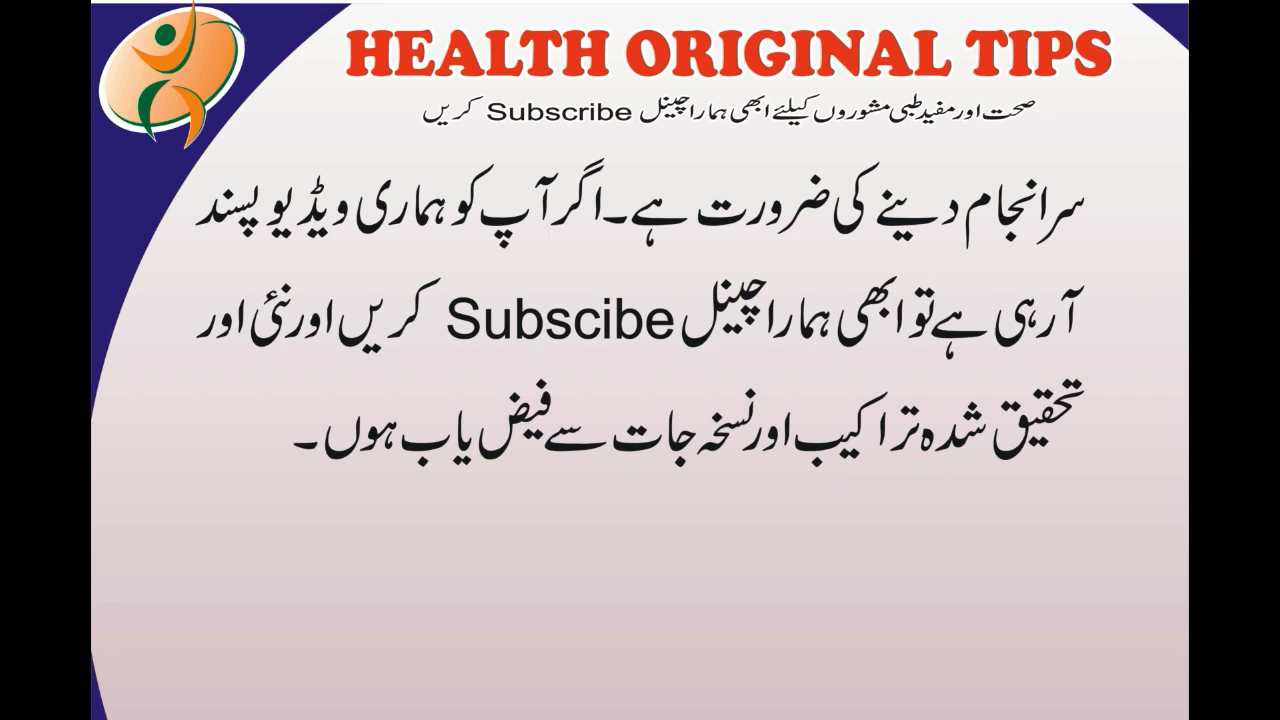 HEALTH ORIGINAL TIPS
صحت اور مفید طبی مشوروں کیلئے ابھی ہمارا چینل Subscribe کریں
سرانجام دینے کی ضرورت ہے۔ اگر آپ کو ہماری ویڈیو پسند
آرہی ہے تو ابھی ہمارا چینل Subscibe کریں اور نئی اور
تحقیق شدہ تراکیب اور نسخہ جات سے فیض یاب ہوں۔